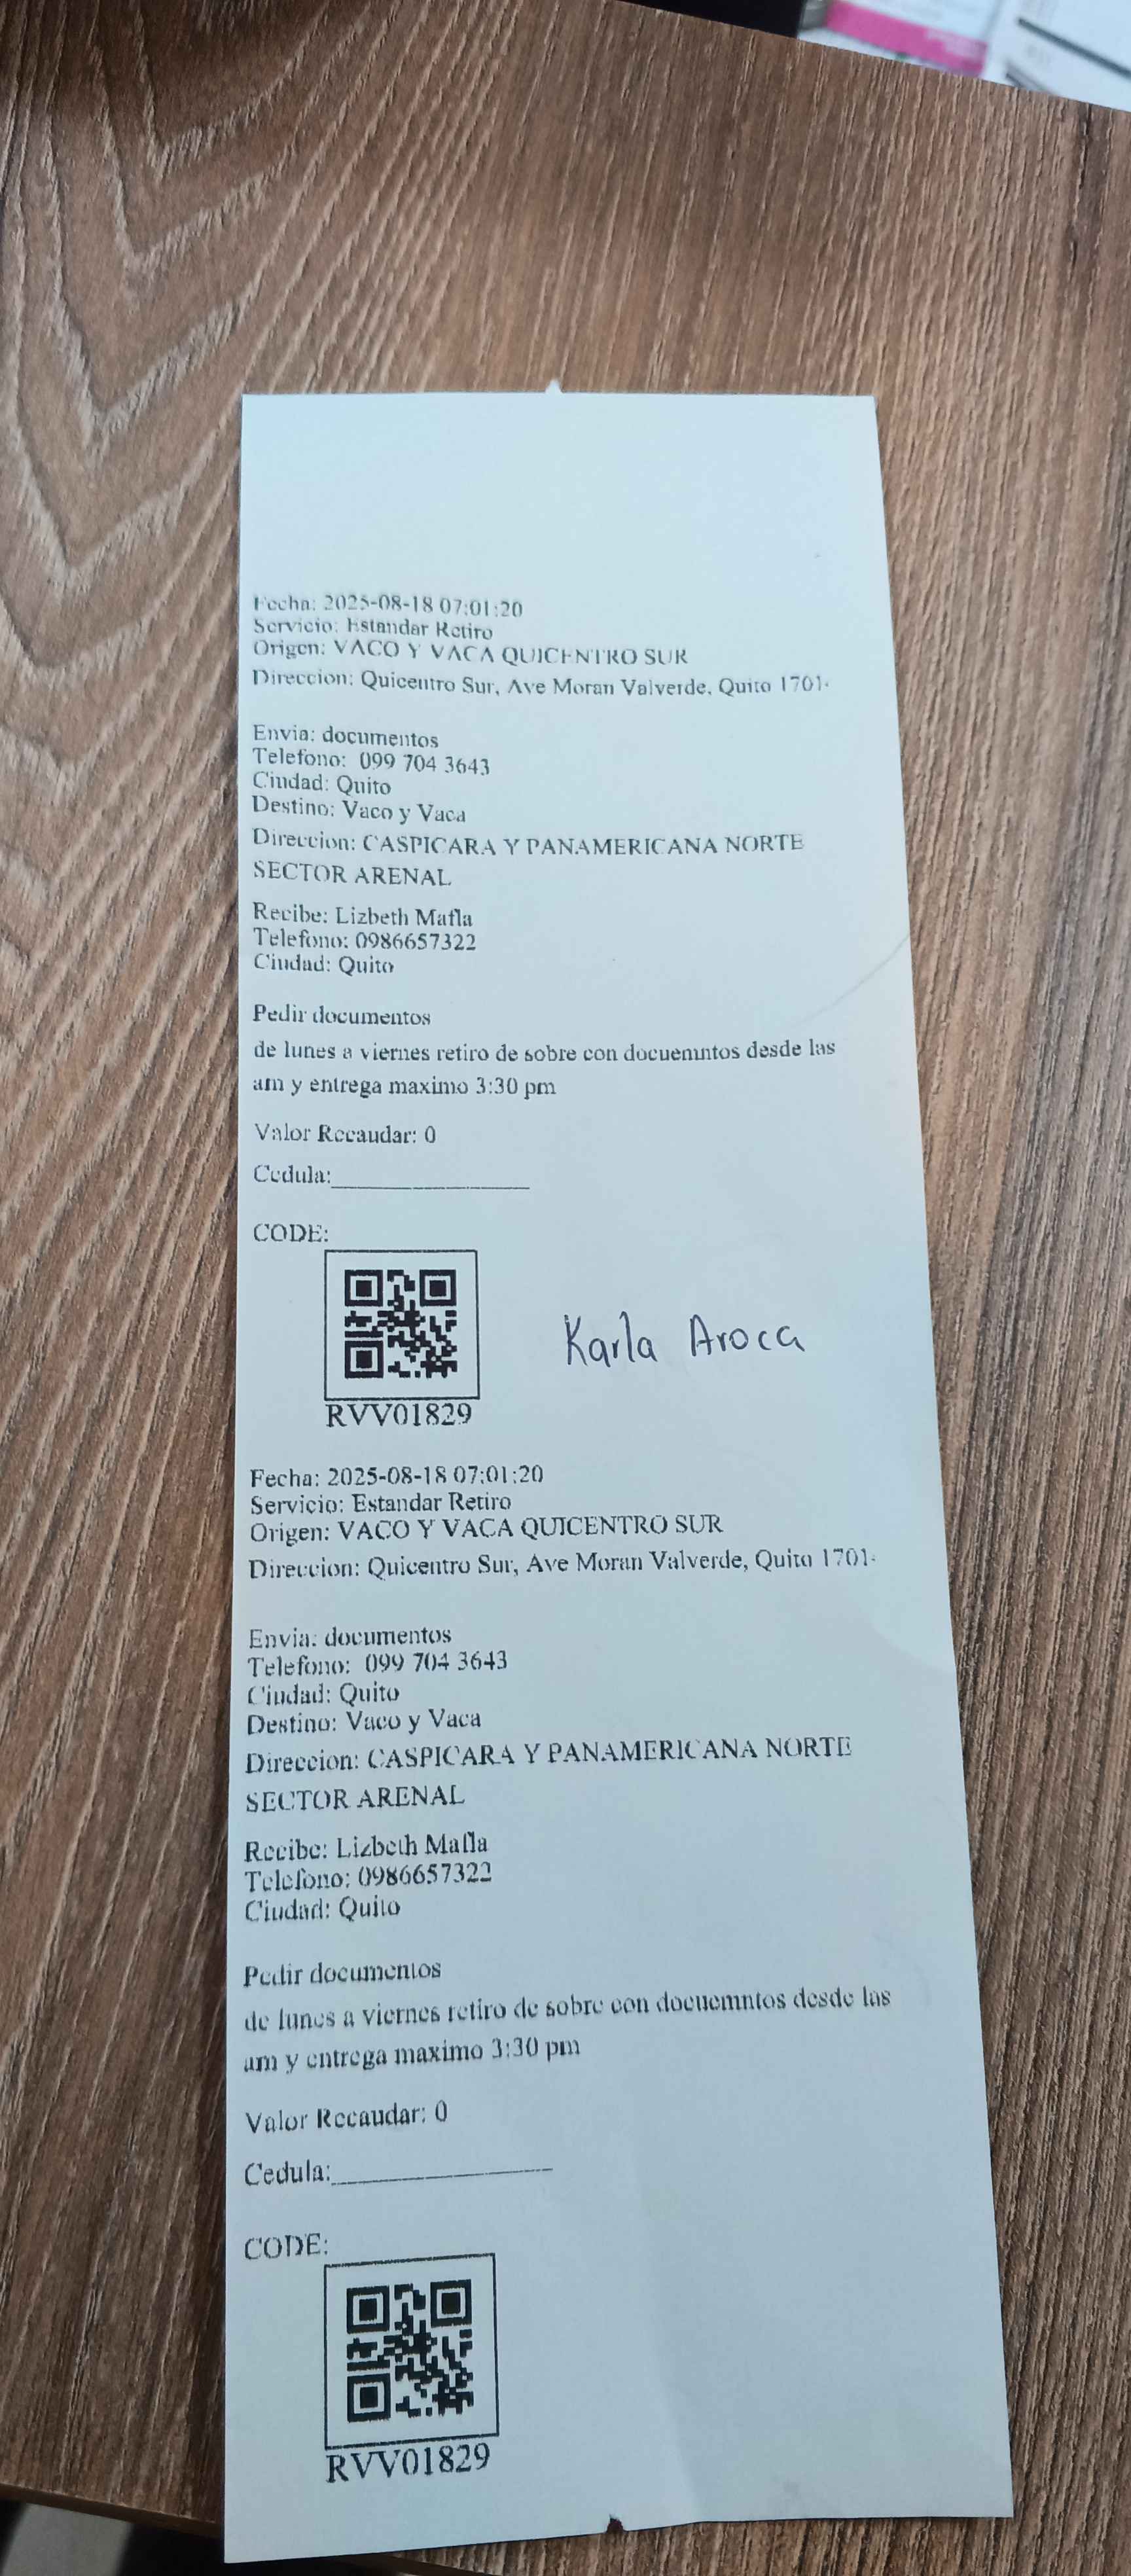 Fecha: 2025-08-18 07:01:20
Servicio: Estandar Retiro
Origen: VACO Y VACA QUICENTRO SUR
Direccion: Quicentro Sur, Ave Moran Valverde, Quito 1701
Envia: documentos
Telefono: 099 704 3643
Ciudad: Quito
Destino: Vaco y Vaca
Direccion: CASPICARA Y PANAMERICANA NORTE
SECTOR ARENAL
Recibe: Lizbeth Mafla
Telefono: 0986657322
Ciudad: Quito
Pedir documentos
de lunes a viernes retiro de sobre con docuemntos desde las
am y entrega maximo 3:30 pm
Valor Recaudar: 0
Cedula:_______________
CODE:
Karla Aroca
RVV01829
Fecha: 2025-08-18 07:01:20
Servicio: Estandar Retiro
Origen: VACO Y VACA QUICENTRO SUR
Direccion: Quicentro Sur, Ave Moran Valverde, Quito 1701
Envia: documentos
Telefono: 099 704 3643
Ciudad: Quito
Destino: Vaco y Vaca
Direccion: CASPICARA Y PANAMERICANA NORTE
SECTOR ARENAL
Recibe: Lizbeth Mafla
Telefono: 0986657322
Ciudad: Quito
Pedir documentos
de lunes a viernes retiro de sobre con docuemntos desde las
am y entrega maximo 3:30 pm
Valor Recaudar: 0
Cedula:_______________
CODE:
RVV01829